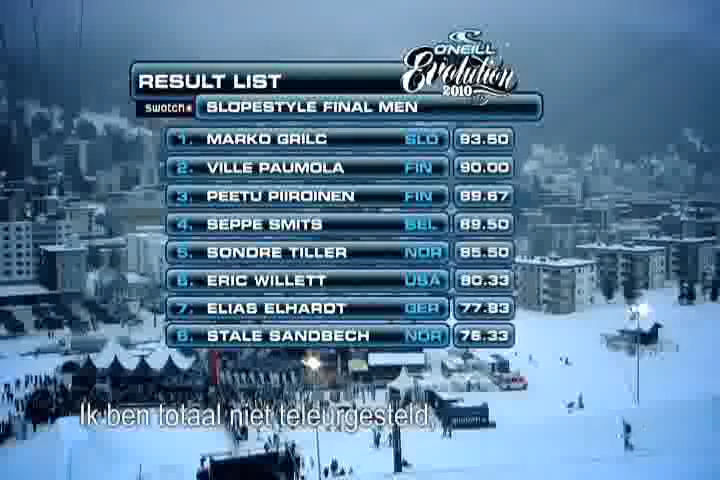 O'NEILL
Evolution
2010
RESULT LIST
swatch
SLOPESTYLE FINAL MEN
1. MARKO GRILC SLO 93.50
2. VILLE PAUMOLA FIN 90.00
3. PEETU PIIROINEN FIN 89.67
4. SEPPE SMITS BEL 89.50
5. SONDRE TILLER NOR 85.50
6. ERIC WILLETT USA 80.33
7. ELIAS ELHARDT GER 77.83
8. STALE SANDBECH NOR 76.33
Ik ben totaal niet teleurgesteld